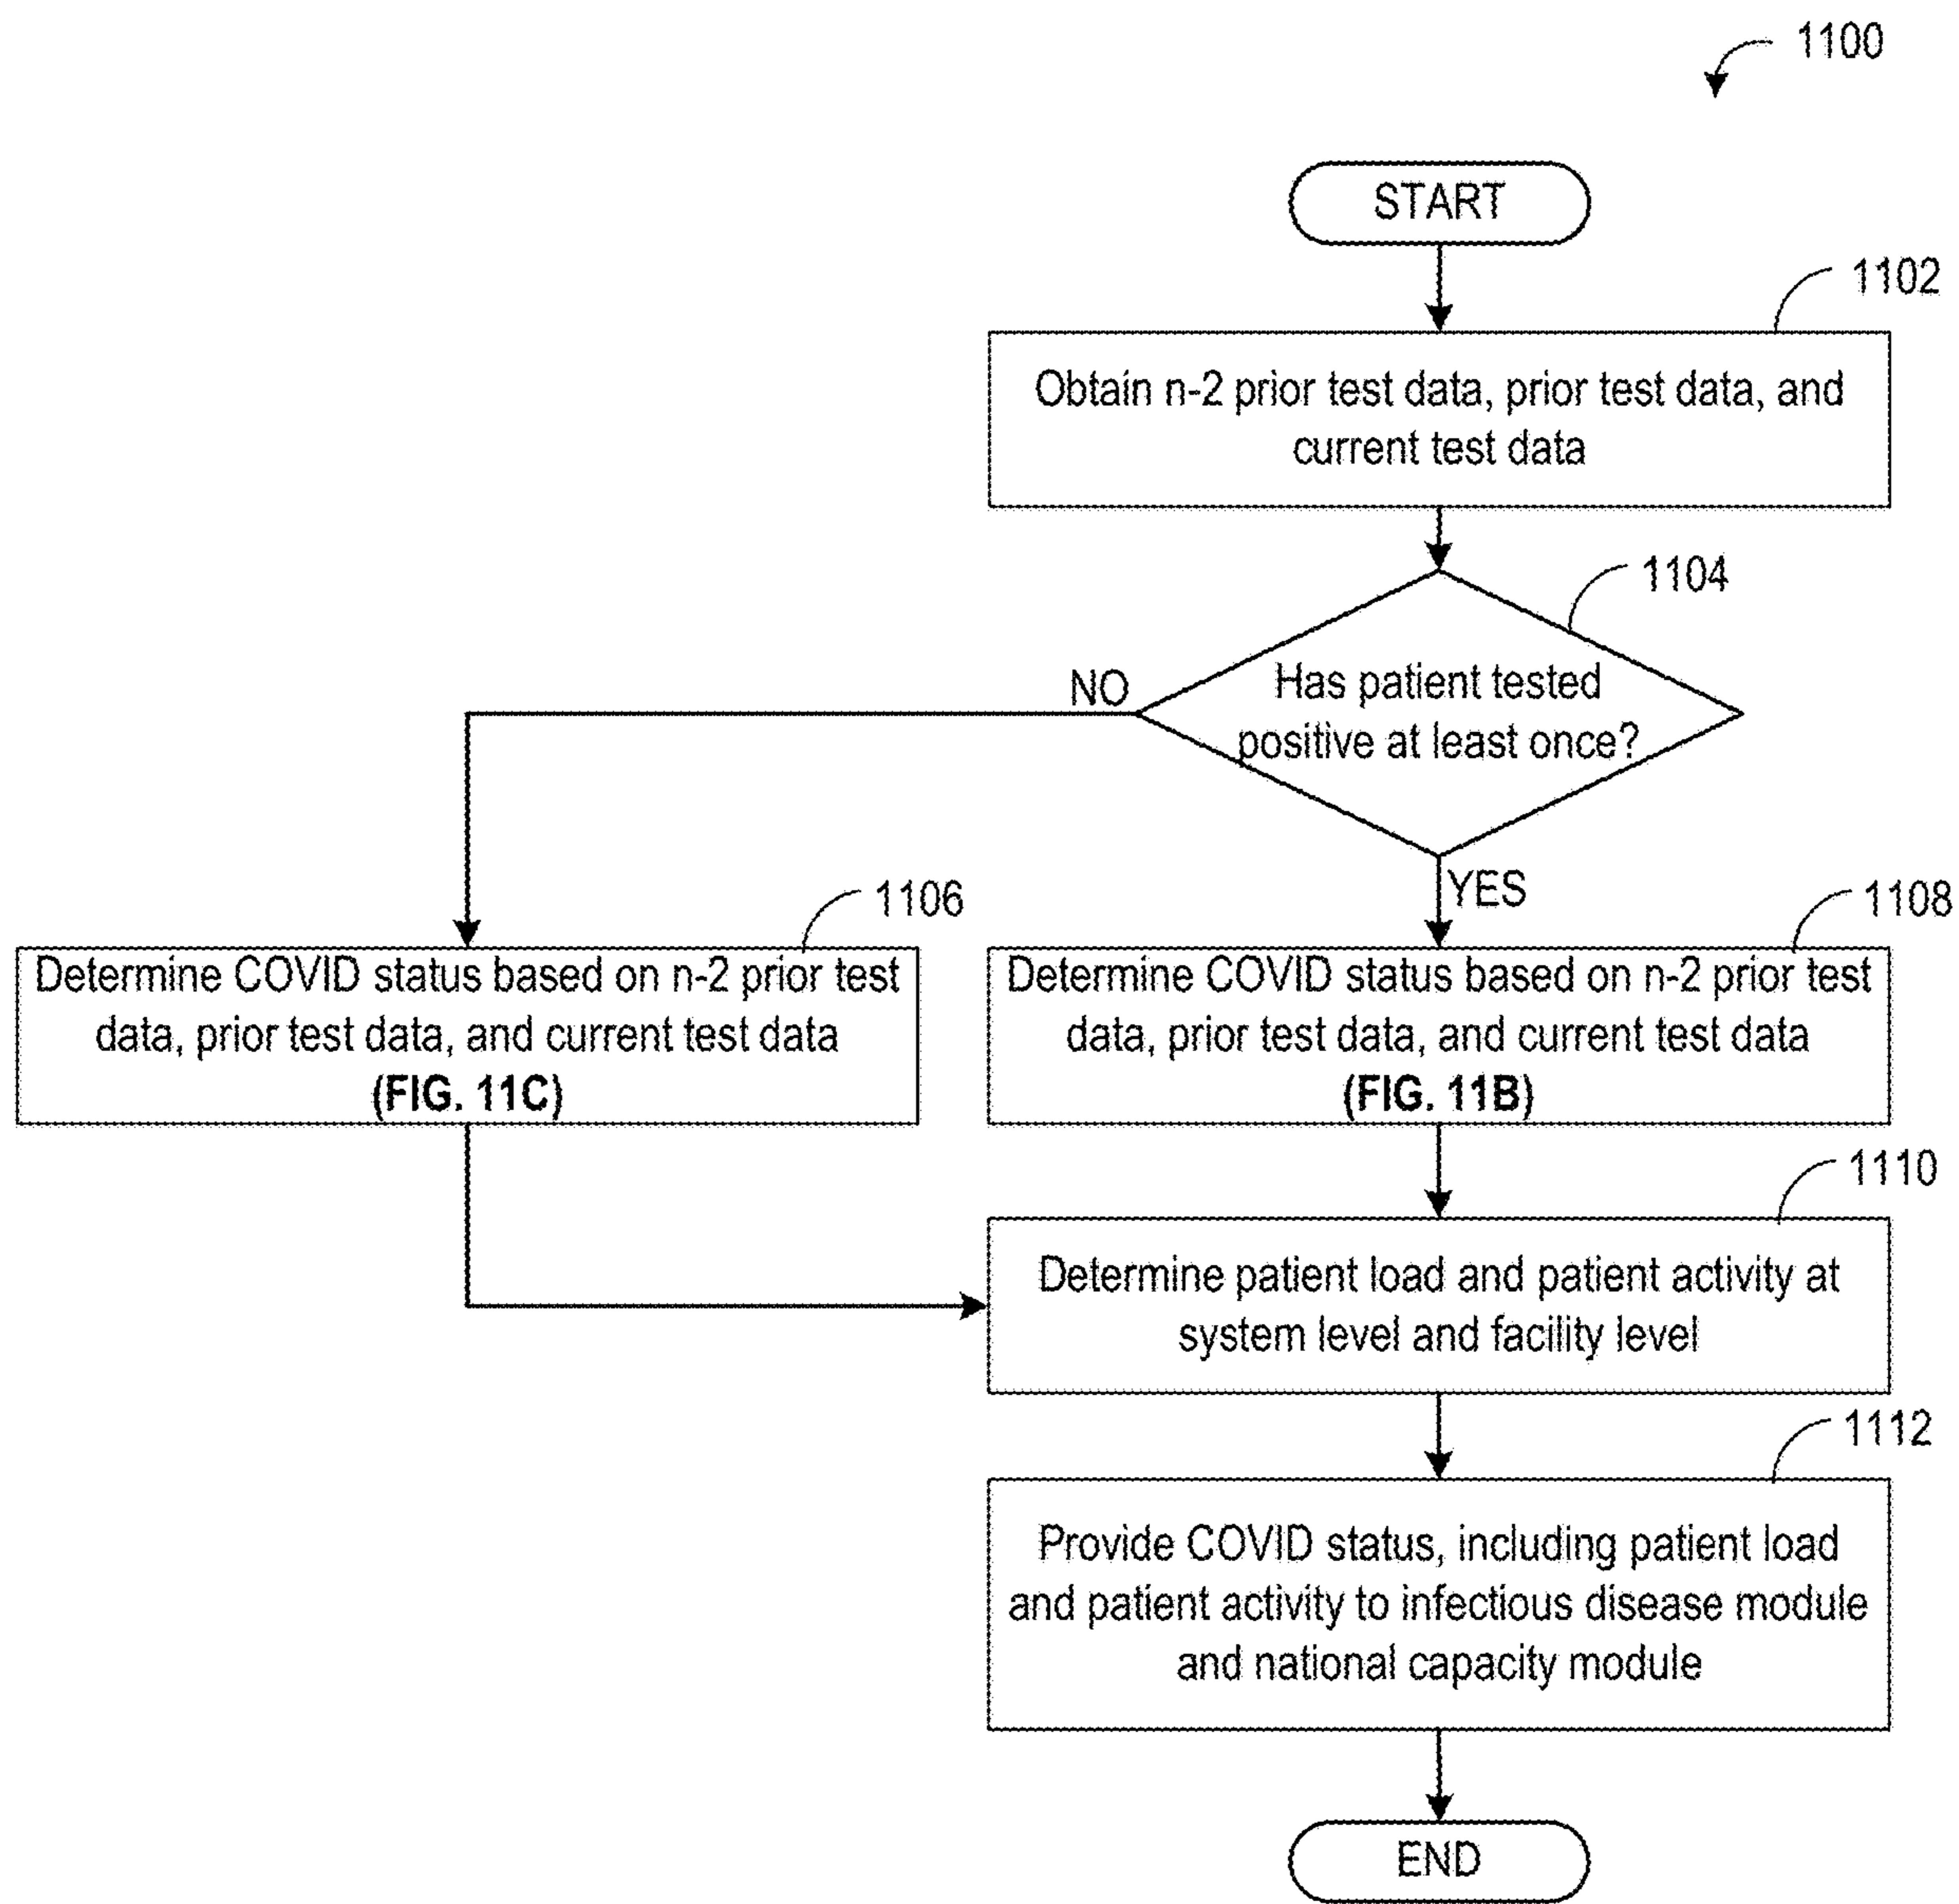 1100
START
1102
Obtain n-2 prior test data, prior test data, and
current test data
1104
Has patient tested
positive at least once?
NO
YES
1106
Determine COVID status based on n-2 prior test
data, prior test data, and current test data
(FIG. 11C)
1108
Determine COVID status based on n-2 prior test
data, prior test data, and current test data
(FIG. 11B)
1110
Determine patient load and patient activity at
system level and facility level
1112
Provide COVID status, including patient load
and patient activity to infectious disease module
and national capacity module
END